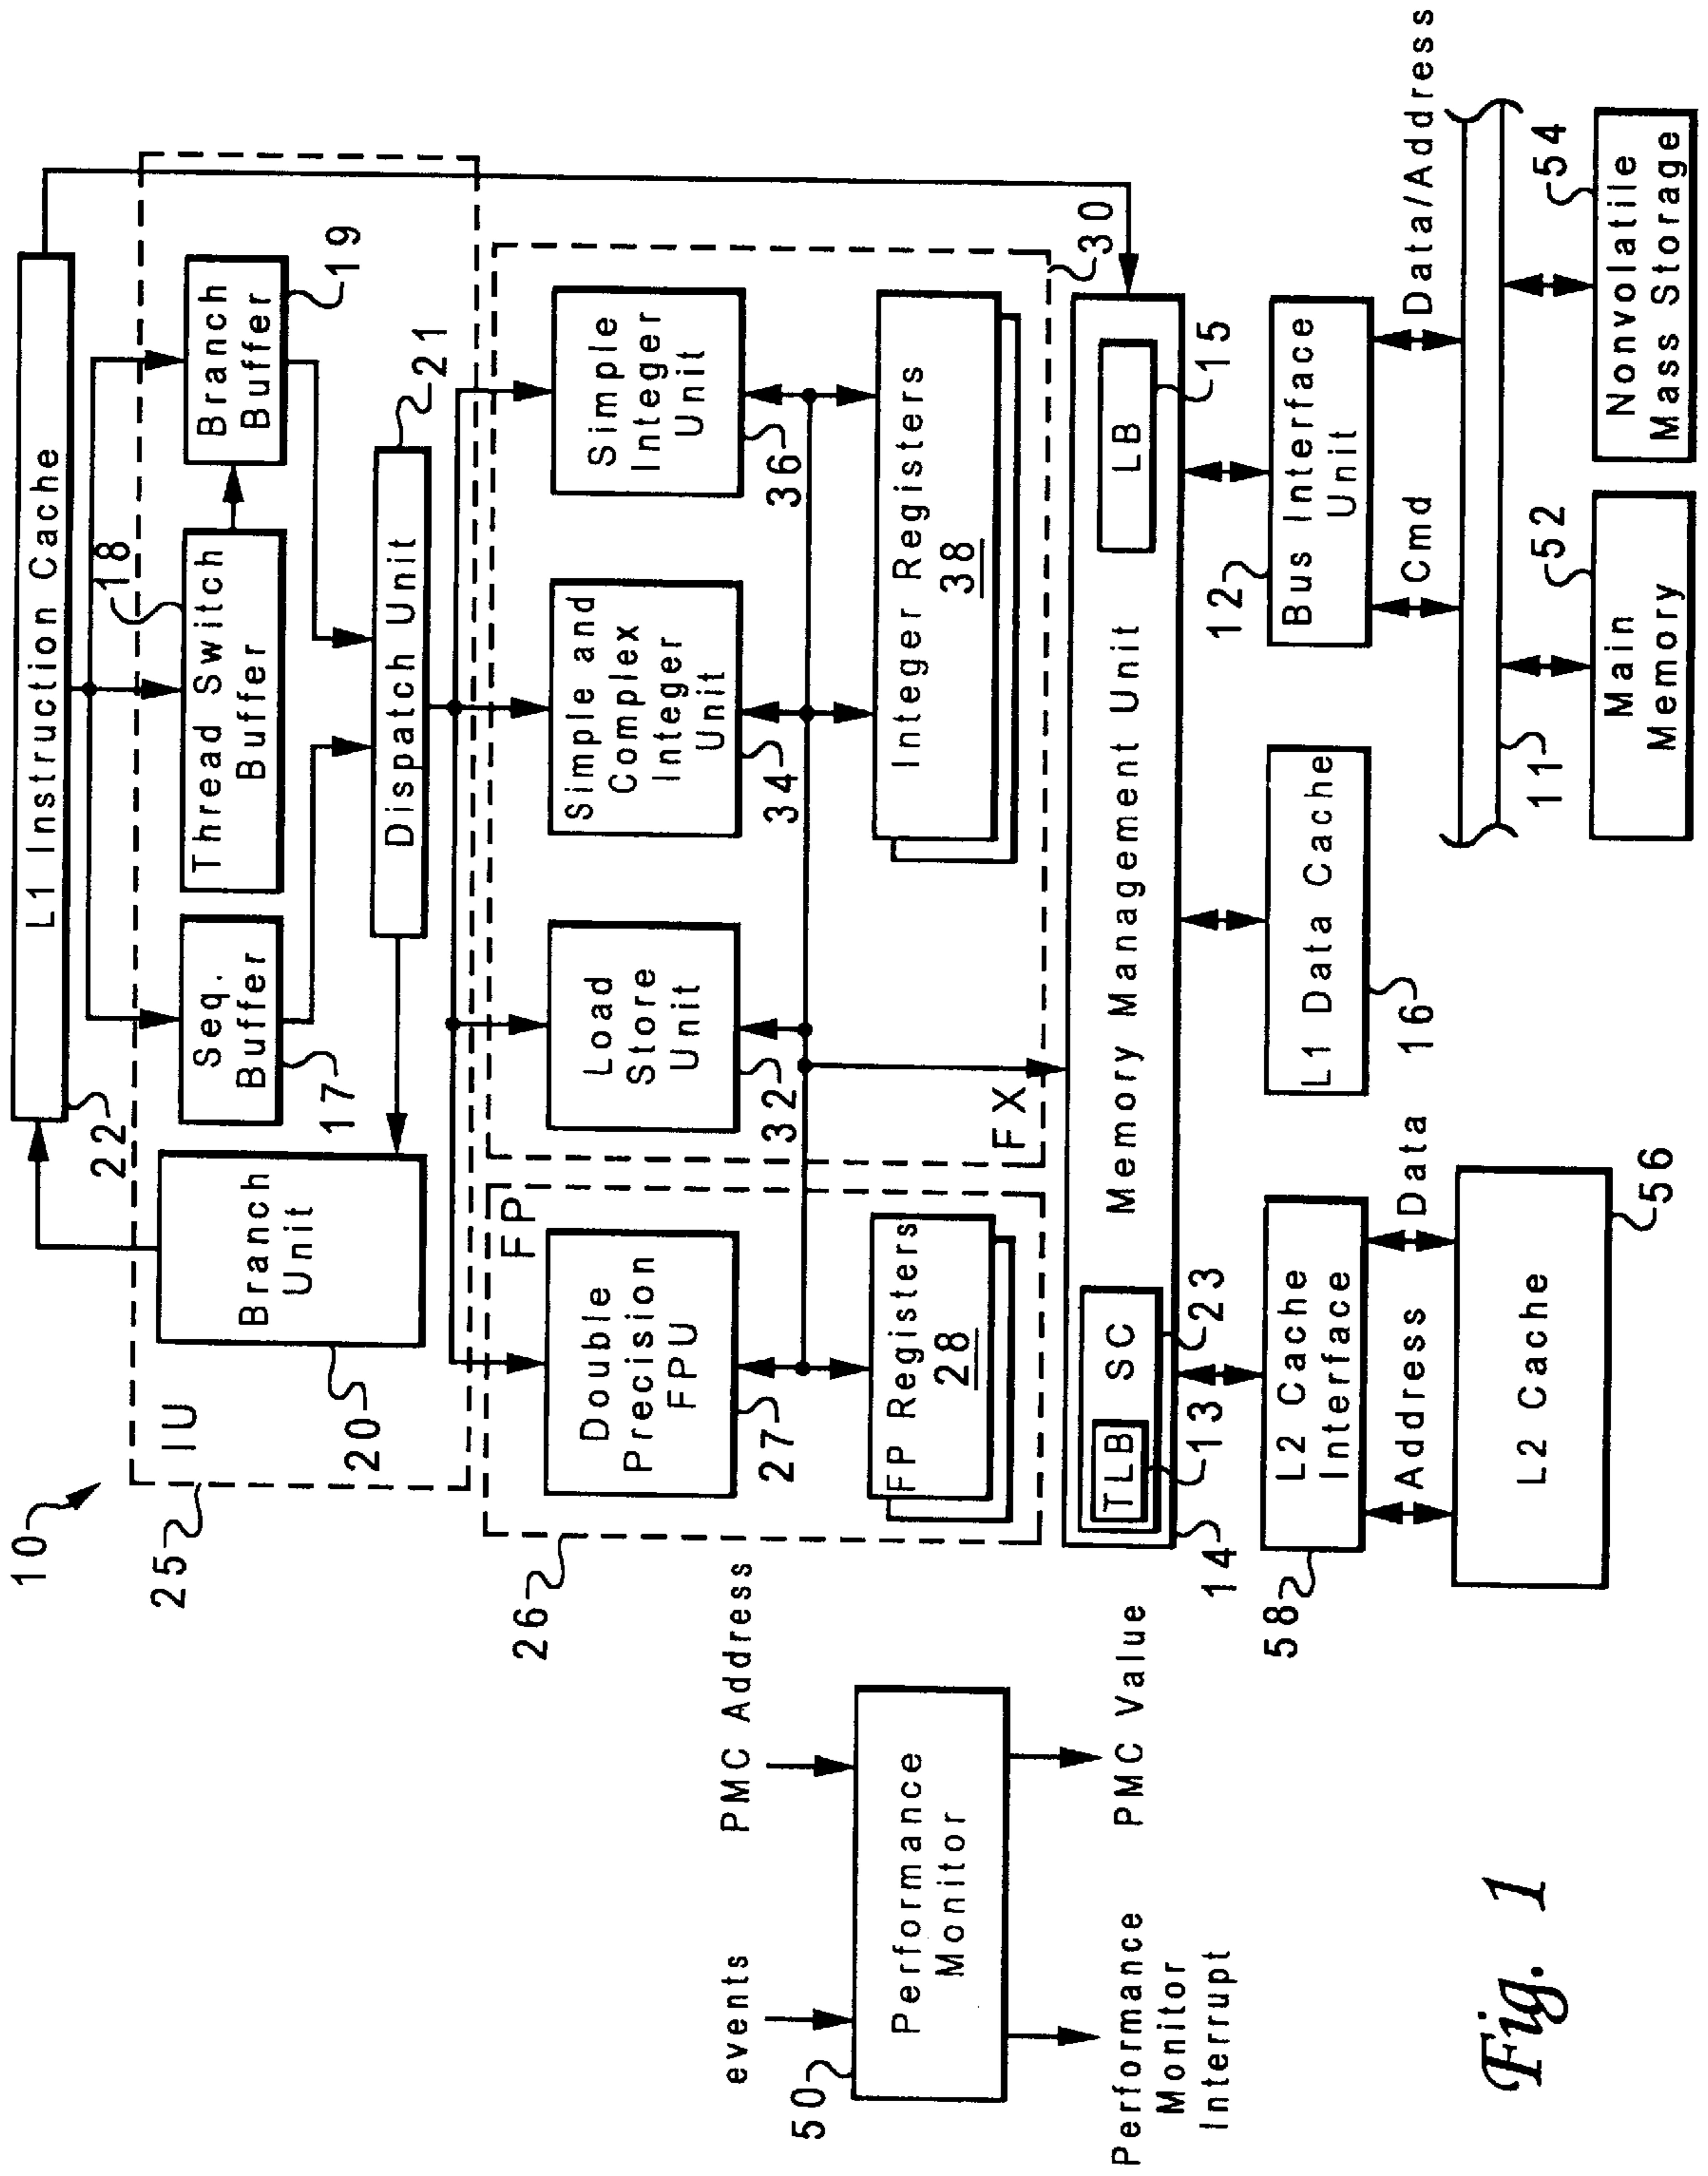 10
25
IU
22
L1 Instruction Cache
20
Branch
Unit
17
Seq.
Buffer
18
Thread Switch
Buffer
19
Branch
Buffer
Dispatch Unit
21
26
FP
27
Double
Precision
FPU
FP Registers
28
FX
30
32
Load
Store
Unit
34
Simple and
Complex
Integer
Unit
36
Simple
Integer
Unit
Integer Registers
38
14
TLB
13
SC
23
Memory Management Unit
LB
15
58
L2 Cache
Interface
Address
Data
L2 Cache
56
16
L1 Data Cache
12
Bus Interface
Unit
Cmd
Data/Address
11
52
Main
Memory
54
Nonvolatile
Mass Storage
events
PMC Address
50
Performance
Monitor
Performance
Monitor
Interrupt
PMC Value
Fig. 1